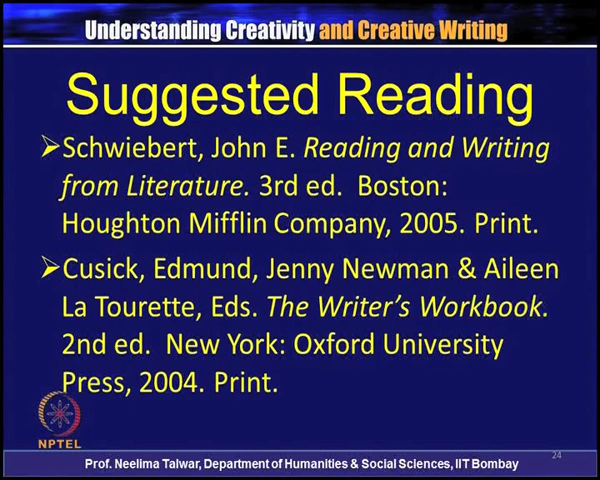 Understanding Creativity and Creative Writing
Suggested Reading
➢Schwiebert, John E. Reading and Writing
from Literature. 3rd ed. Boston:
Houghton Mifflin Company, 2005. Print.
➢Cusick, Edmund, Jenny Newman & Aileen
La Tourette, Eds. The Writer's Workbook.
2nd ed. New York: Oxford University
Press, 2004. Print.
NPTEL
24
Prof. Neelima Talwar, Department of Humanities & Social Sciences, IIT Bombay